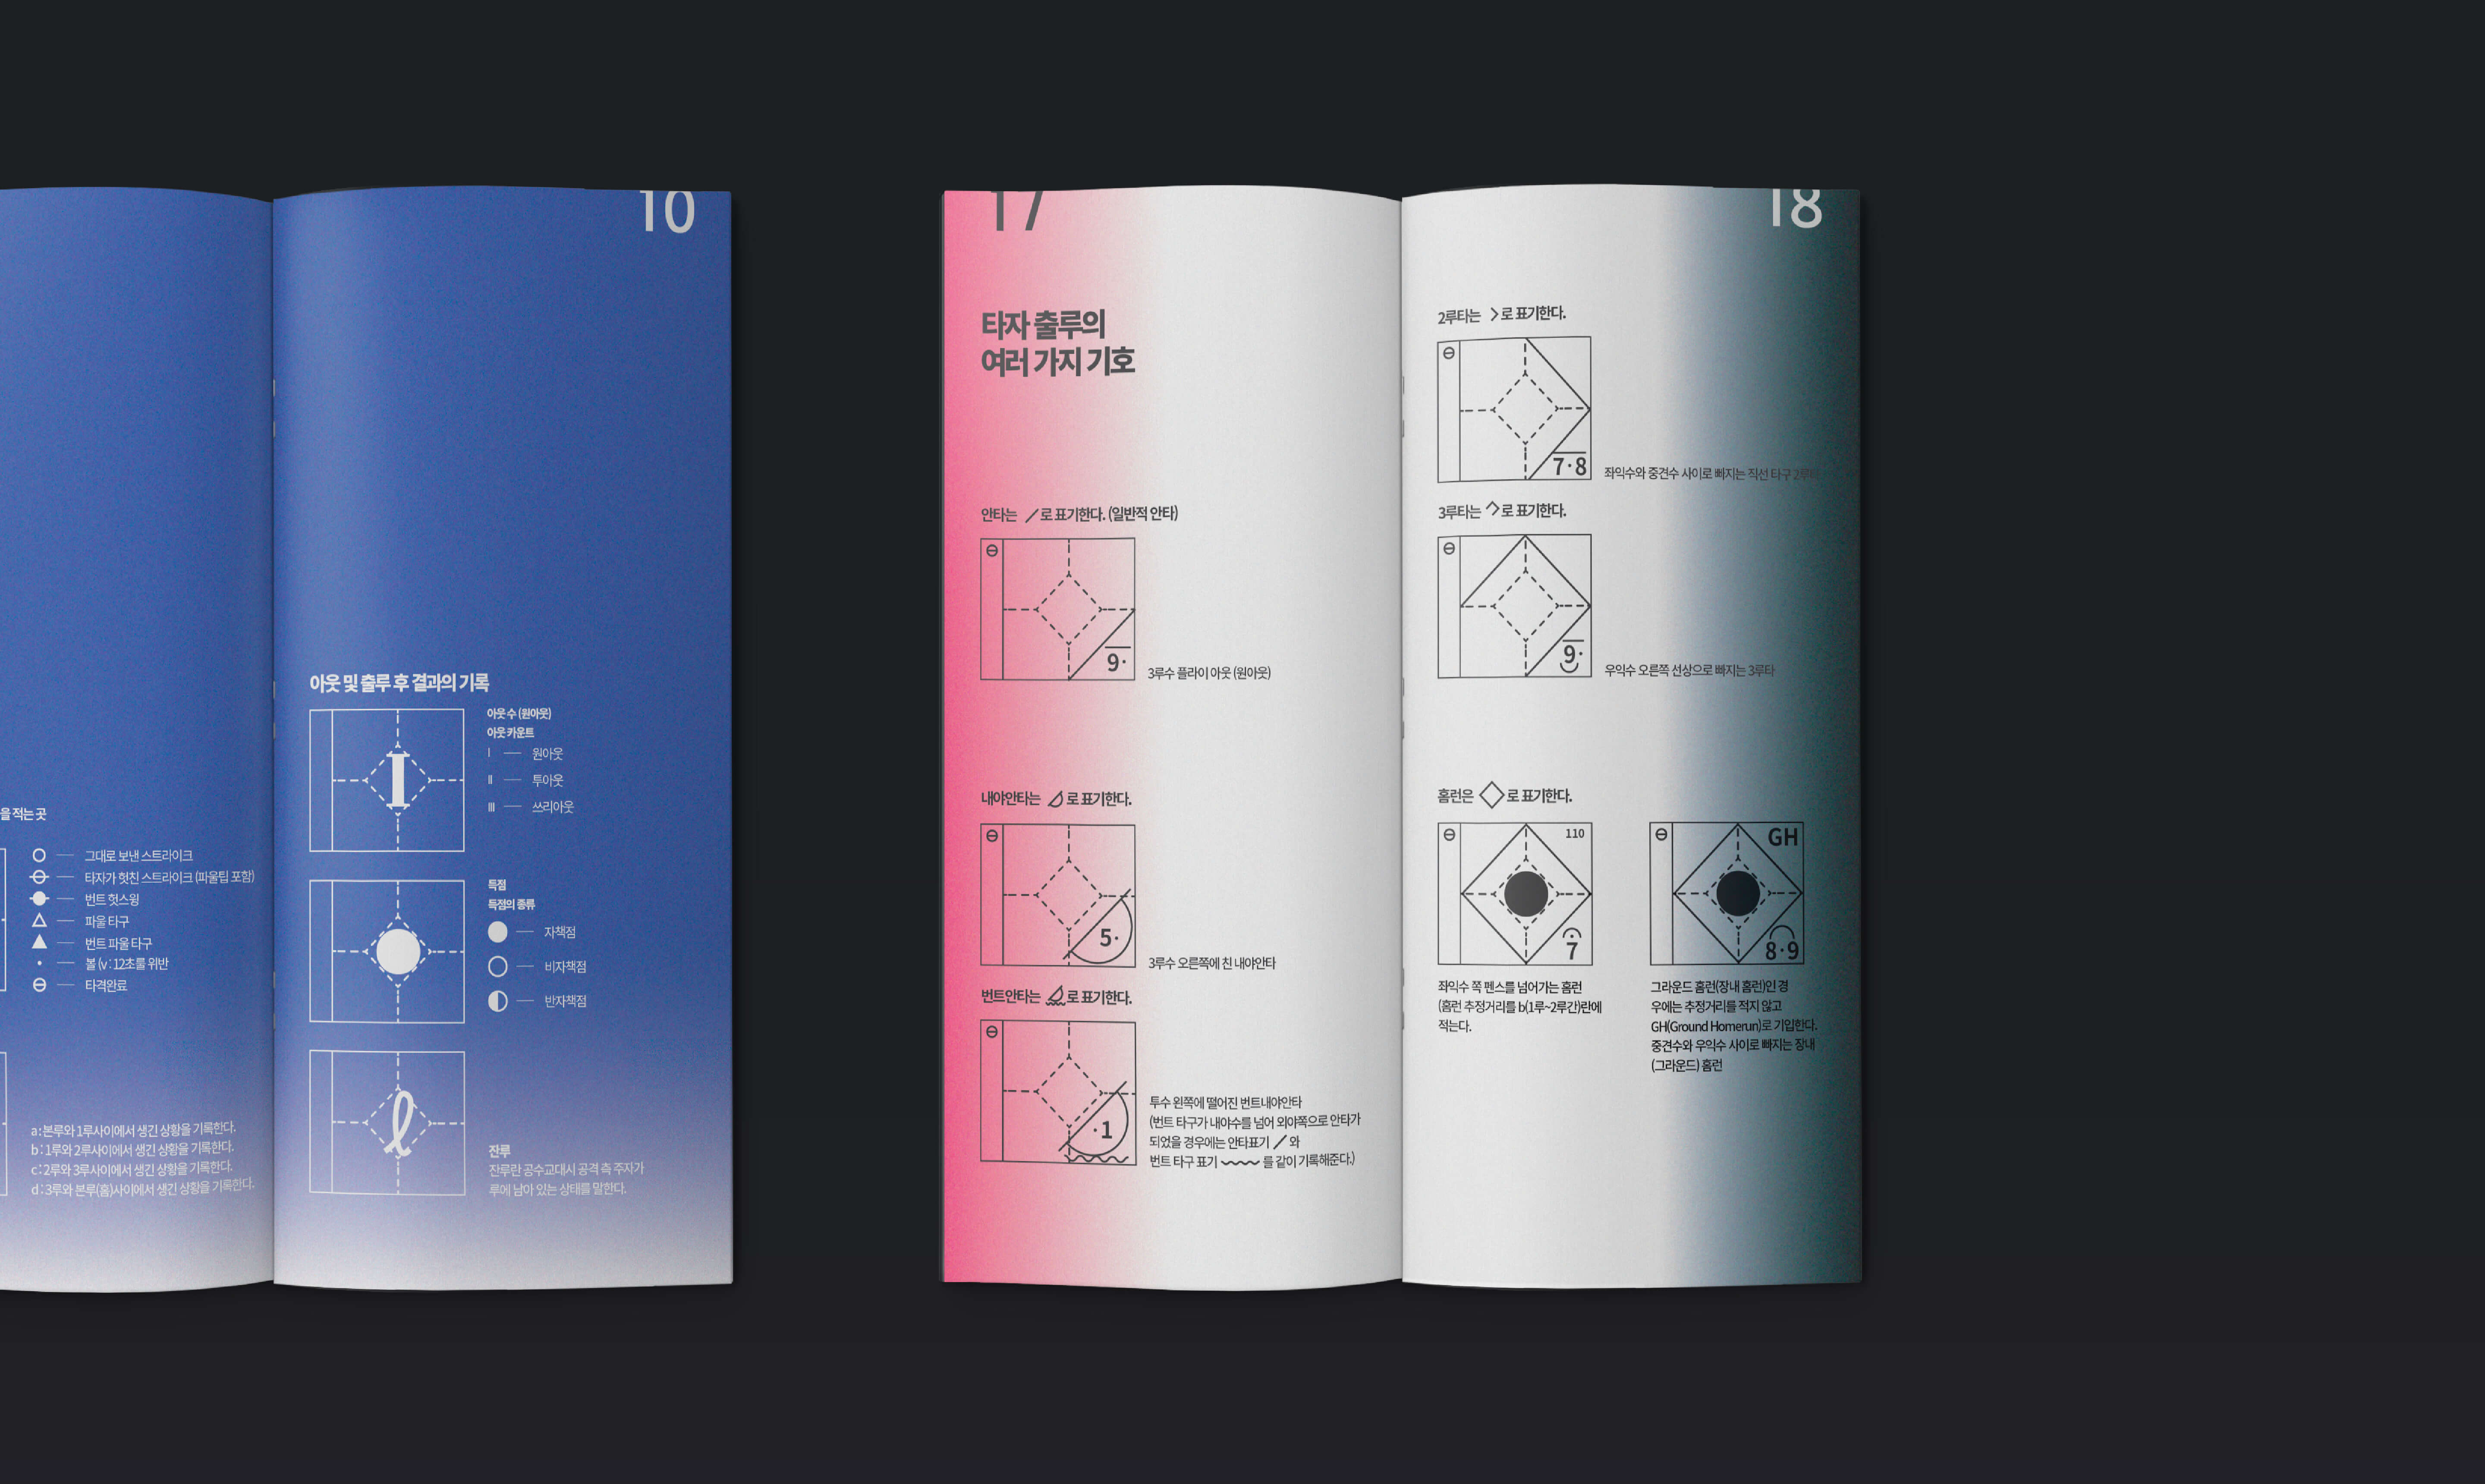 을 적는 곳
그대로 보낸 스트라이크
타자가 헛친 스트라이크 (파울팁 포함)
번트 헛스윙
파울 타구
번트 파울 타구
볼 (v : 12초룰 위반
타격완료
a : 본루와 1루사이에서 생긴 상황을 기록한다.
b : 1루와 2루사이에서 생긴 상황을 기록한다.
c : 2루와 3루사이에서 생긴 상황을 기록한다.
d : 3루와 본루(홈)사이에서 생긴 상황을 기록한다.
10
아웃 및 출루 후 결과의 기록
I
아웃 수 (원아웃)
아웃 카운트
I — 원아웃
II — 투아웃
III — 쓰리아웃
득점
득점의 종류
자책점
비자책점
반자책점
ℓ
잔루
잔루란 공수교대시 공격 측 주자가
루에 남아 있는 상태를 말한다.
17
타자 출루의
여러 가지 기호
안타는 / 로 표기한다. (일반적 안타)
9·
3루수 플라이 아웃 (원아웃)
내야안타는 로 표기한다.
5·
3루수 오른쪽에 친 내야안타
번트안타는 로 표기한다.
·1
투수 왼쪽에 떨어진 번트내야안타
(번트 타구가 내야수를 넘어 외야쪽으로 안타가
되었을 경우에는 안타표기 / 와
번트 타구 표기 를 같이 기록해준다.)
18
2루타는 로 표기한다.
7·8
좌익수와 중견수 사이로 빠지는 직선 타구 2루타
3루타는 로 표기한다.
9·
우익수 오른쪽 선상으로 빠지는 3루타
홈런은 ◇ 로 표기한다.
110
7
좌익수 쪽 펜스를 넘어가는 홈런
(홈런 추정거리를 b(1루~2루간)란에
적는다.
GH
8·9
그라운드 홈런(장내 홈런)인 경
우에는 추정거리를 적지 않고
GH(Ground Homerun)로 기입한다.
중견수와 우익수 사이로 빠지는 장내
(그라운드) 홈런